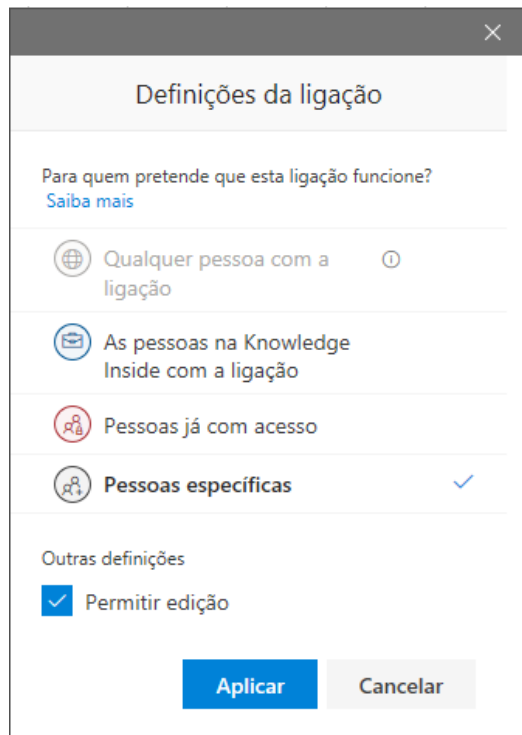 Definições da ligação
Para quem pretende que esta ligação funcione?
Saiba mais
Qualquer pessoa com a
ligação
As pessoas na Knowledge
Inside com a ligação
Pessoas já com acesso
Pessoas específicas
Outras definições
Permitir edição
Aplicar
Cancelar